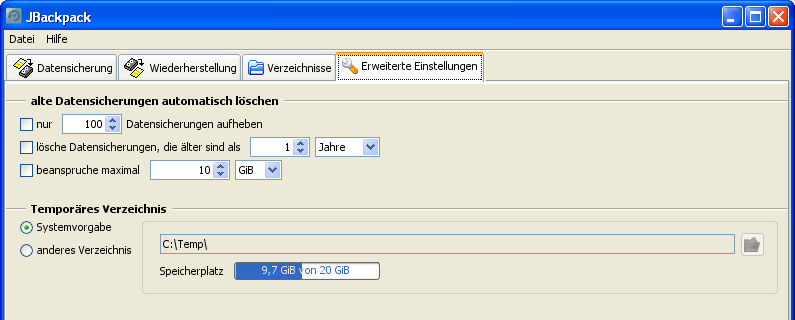 JBackpack
Datei Hilfe
Datensicherung Wiederherstellung Verzeichnisse Erweiterte Einstellungen
alte Datensicherungen automatisch löschen
nur 100 Datensicherungen aufheben
lösche Datensicherungen, die älter sind als 1 Jahre
beanspruche maximal 10 GiB
Temporäres Verzeichnis
Systemvorgabe
C:\Temp\
anderes Verzeichnis
Speicherplatz 9,7 GiB von 20 GiB